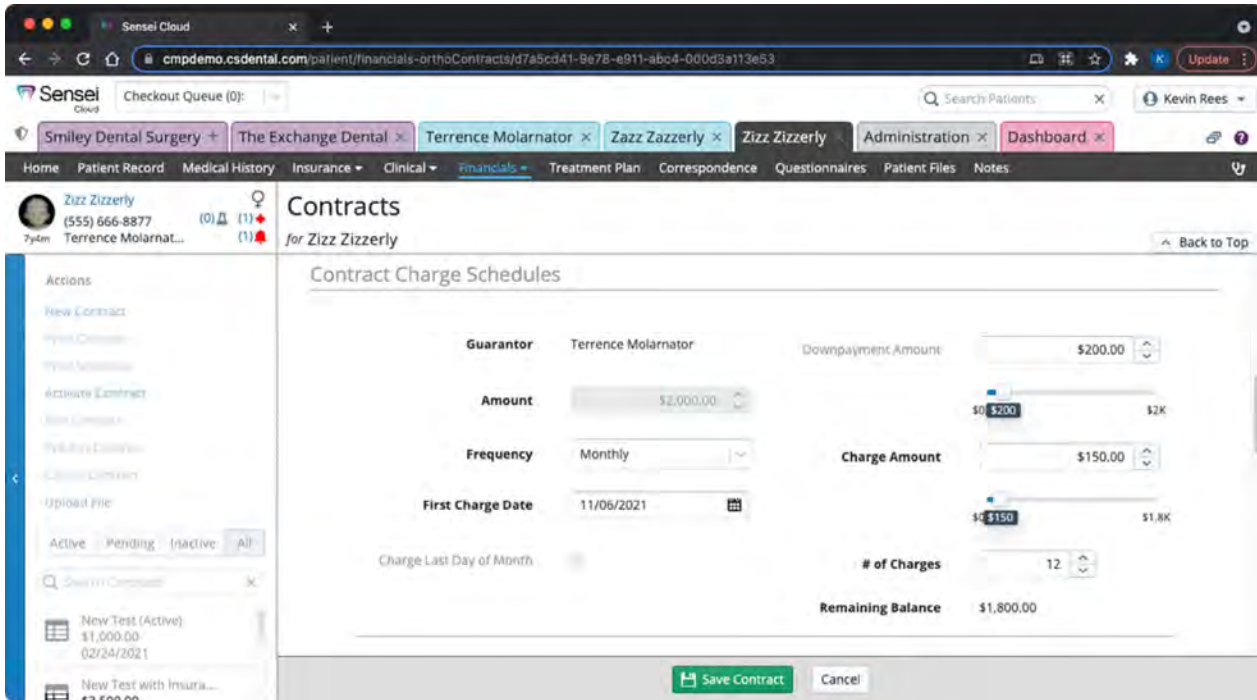 Sensei Cloud × +
cmpdemo.csdental.com/patient/financials-orthoContracts/d7a5cd41-9e78-e911-abc4-000d3a113e53 K Update
Sensei Cloud Checkout Queue (0): Search Patients × Kevin Rees
Smiley Dental Surgery + The Exchange Dental × Terrence Molarnator × Zazz Zazzerly × Zizz Zizzerly Administration × Dashboard ×
Home Patient Record Medical History Insurance Clinical Financials Treatment Plan Correspondence Questionnaires Patient Files Notes
Zizz Zizzerly
(555) 666-8877 (0) (1)
7y4m Terrence Molarnat... (1)
Contracts
for Zizz Zizzerly
Back to Top
Actions
New Contract
Activate Contract
Upload File
Active Pending Inactive All
New Test (Active)
$1,000.00
02/24/2021
New Test with Insura...
$3,500.00
Contract Charge Schedules
Guarantor Terrence Molarnator
Downpayment Amount $200.00
$200 $2K
Amount $2,000.00
Frequency Monthly
Charge Amount $150.00
$150 $1.8K
First Charge Date 11/06/2021
Charge Last Day of Month
# of Charges 12
Remaining Balance $1,800.00
Save Contract Cancel